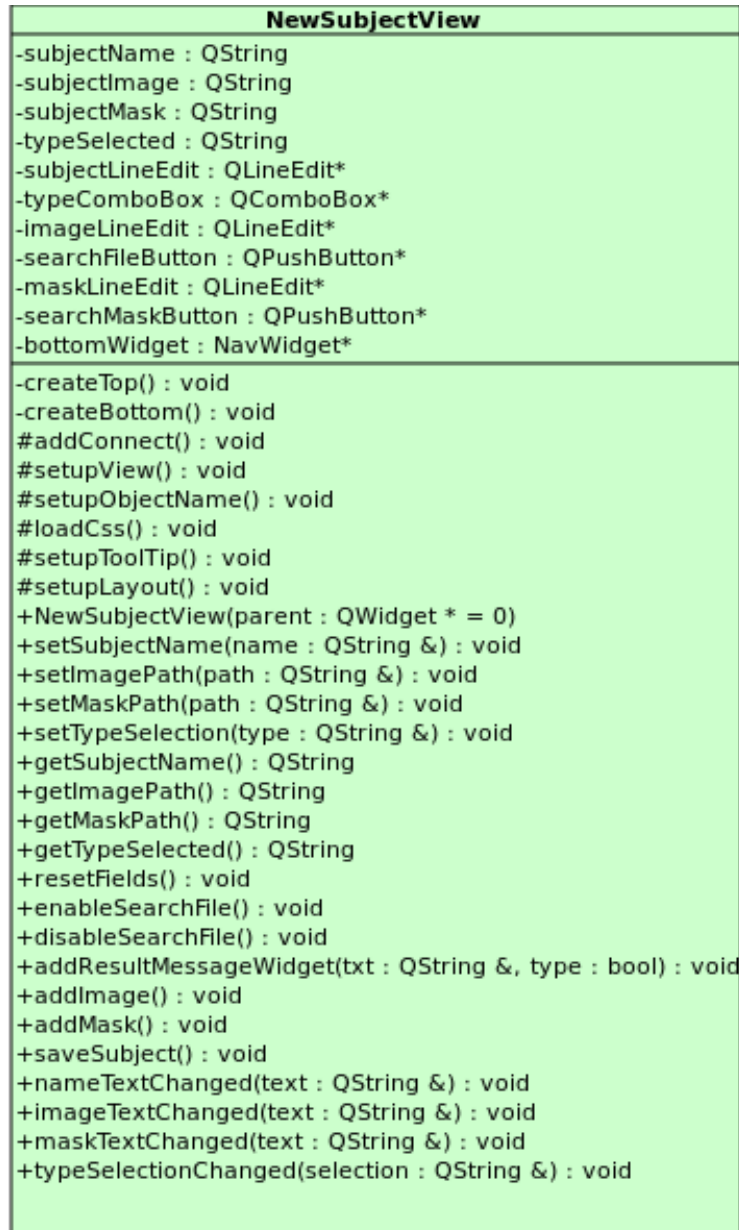 NewSubjectView
-subjectName : QString
-subjectImage : QString
-subjectMask : QString
-typeSelected : QString
-subjectLineEdit : QLineEdit*
-typeComboBox : QComboBox*
-imageLineEdit : QLineEdit*
-searchFileButton : QPushButton*
-maskLineEdit : QLineEdit*
-searchMaskButton : QPushButton*
-bottomWidget : NavWidget*
-createTop() : void
-createBottom() : void
#addConnect() : void
#setupView() : void
#setupObjectName() : void
#loadCss() : void
#setupToolTip() : void
#setupLayout() : void
+NewSubjectView(parent : QWidget * = 0)
+setSubjectName(name : QString &) : void
+setImagePath(path : QString &) : void
+setMaskPath(path : QString &) : void
+setTypeSelection(type : QString &) : void
+getSubjectName() : QString
+getImagePath() : QString
+getMaskPath() : QString
+getTypeSelected() : QString
+resetFields() : void
+enableSearchFile() : void
+disableSearchFile() : void
+addResultMessageWidget(txt : QString &, type : bool) : void
+addImage() : void
+addMask() : void
+saveSubject() : void
+nameTextChanged(text : QString &) : void
+imageTextChanged(text : QString &) : void
+maskTextChanged(text : QString &) : void
+typeSelectionChanged(selection : QString &) : void